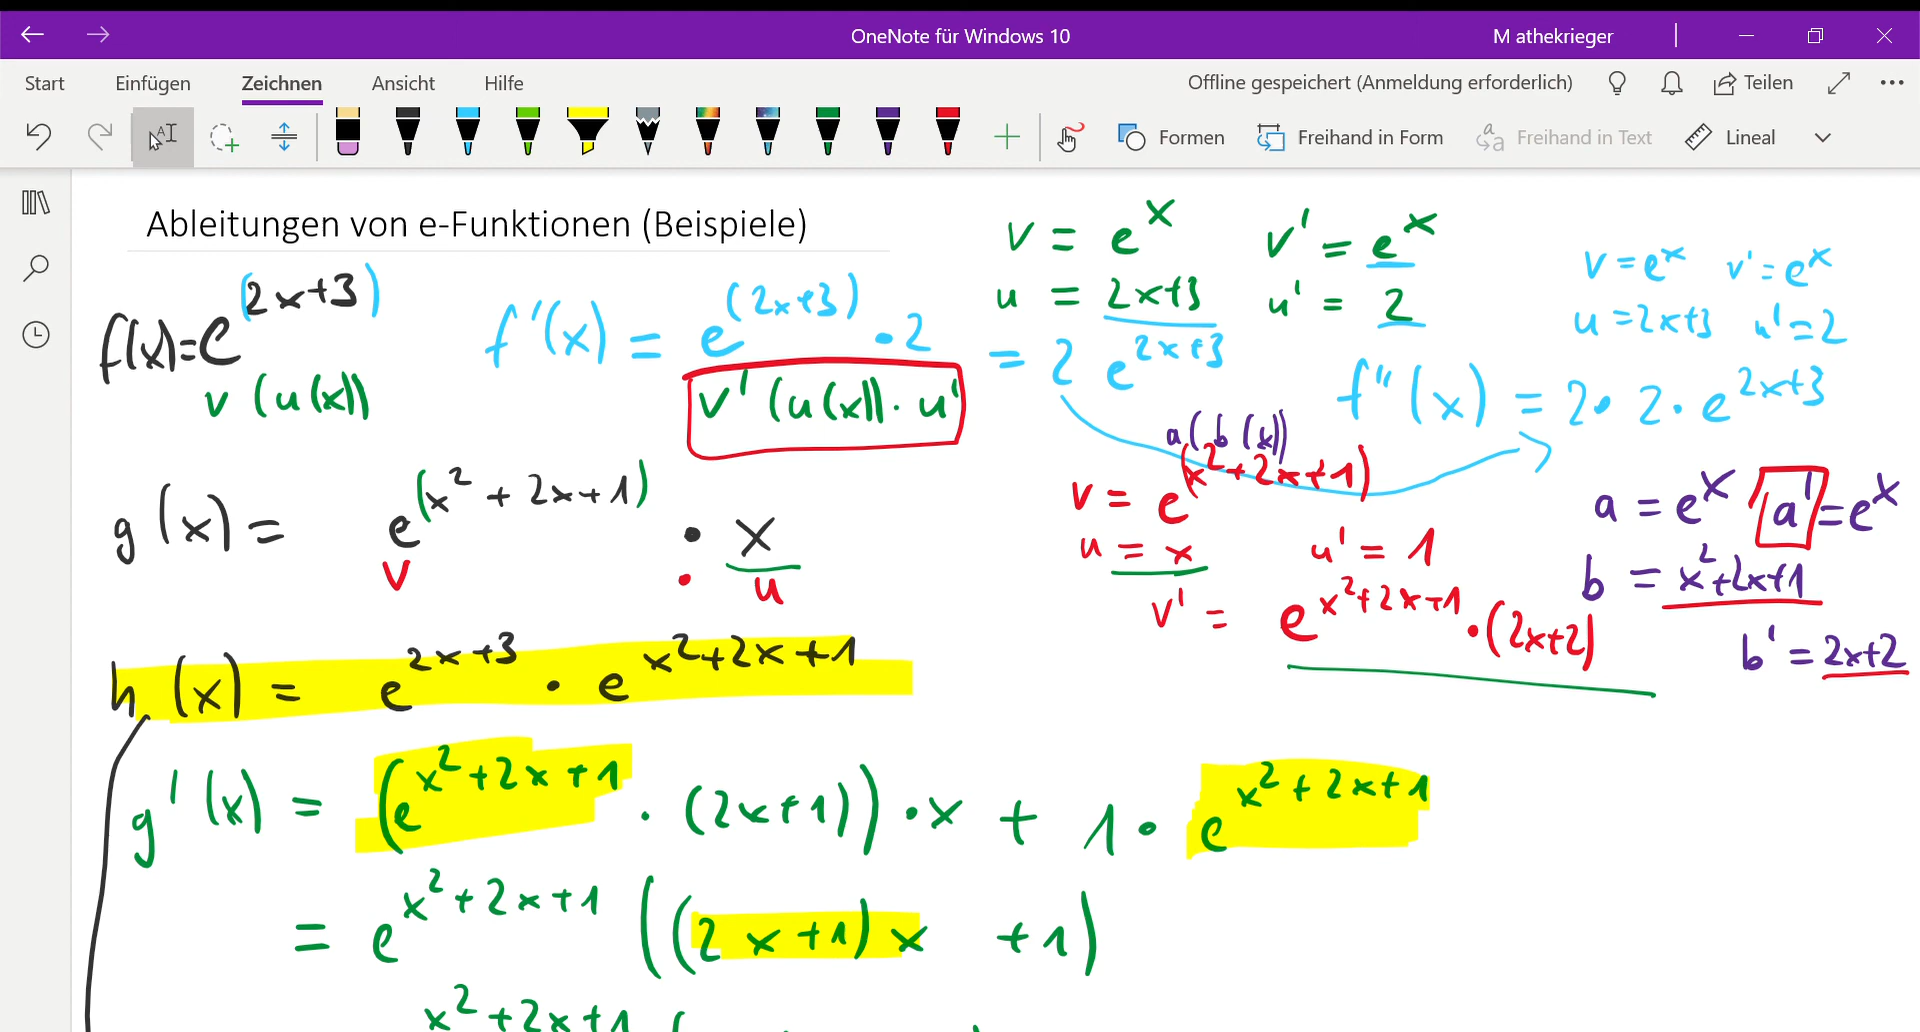 OneNote für Windows 10
M athekrieger
Start Einfügen Zeichnen Ansicht Hilfe
Offline gespeichert (Anmeldung erforderlich) Teilen
Formen Freihand in Form Freihand in Text Lineal
Ableitungen von e-Funktionen (Beispiele)
v = e^x v' = e^x
u = 2x+3 u' = 2
v = e^x v' = e^x
u = 2x+3 u' = 2
f(x) = e^(2x+3) f'(x) = e^(2x+3) · 2 = 2 e^2x+3
v (u(x)) v' (u(x)) · u'
f''(x) = 2 · 2 · e^2x+3
a(b(x))
g(x) = e^(x²+2x+1) · x
v · u
v = e^(x²+2x+1)
u = x u' = 1
v' = e^x²+2x+1 · (2x+2)
a = e^x a' = e^x
b = x²+2x+1
b' = 2x+2
h(x) = e^2x+3 · e^x²+2x+1
g'(x) = (e^x²+2x+1 · (2x+1)) · x + 1 · e^x²+2x+1
= e^x²+2x+1 ((2x+1)x +1)
x²+2x+1 (